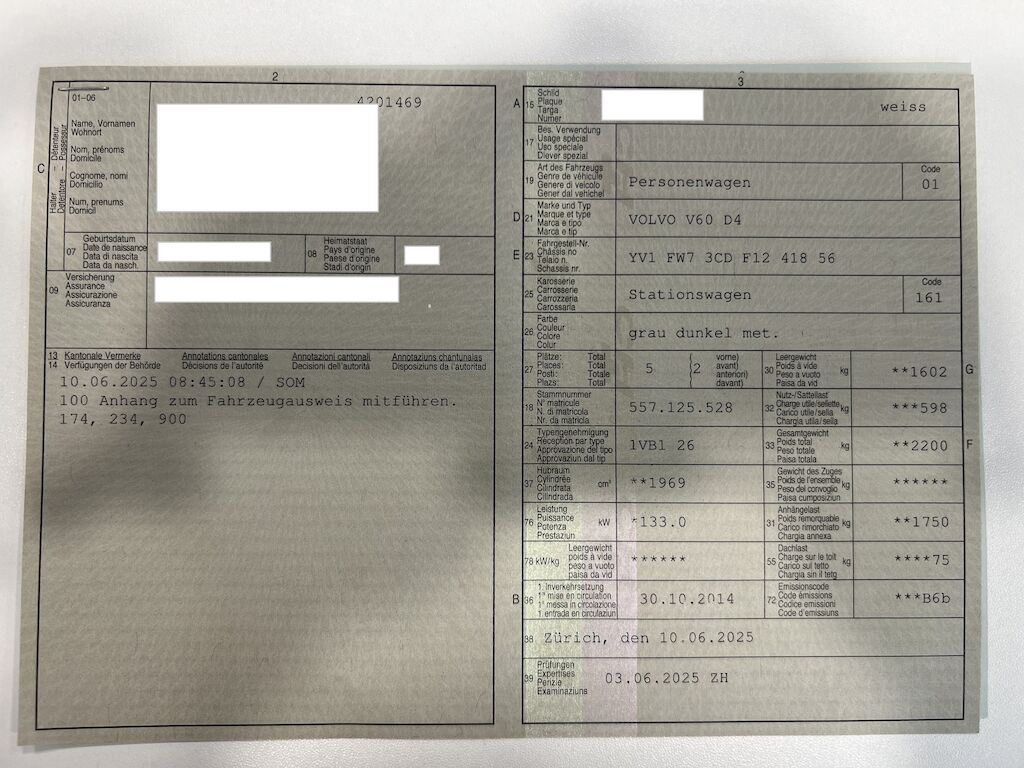 2
01–06
4201469
C
Halter – Détenteur
Detentore – Possessur
Name, Vornamen
Wohnort
Nom, prénoms
Domicile
Cognome, nomi
Domicilio
Num, prenums
Domicil
07
Geburtsdatum
Date de naissance
Data di nascita
Data da nasch.
08
Heimatstaat
Pays d'origine
Paese d'origine
Stadi d'origin
09
Versicherung
Assurance
Assicurazione
Assicuranza
13 Kantonale Vermerke Annotations cantonales Annotazioni cantonali Annotaziuns chantunalas
14 Verfügungen der Behörde Décisions de l'autorité Decisioni dell'autorità Disposiziuns da l'autoritad
10.06.2025 08:45:08 / SOM
100 Anhang zum Fahrzeugausweis mitführen.
174, 234, 900
3
A 15
Schild
Plaque
Targa
Numer
weiss
17
Bes. Verwendung
Usage spécial
Uso speciale
Diever spezial
19
Art des Fahrzeugs
Genre de véhicule
Genere di veicolo
Gener dal vehichel
Personenwagen
Code
01
D 21
Marke und Typ
Marque et type
Marca e tipo
Marca e tip
VOLVO V60 D4
E 23
Fahrgestell-Nr.
Châssis no
Telaio n.
Schassis nr.
YV1 FW7 3CD F12 418 56
25
Karosserie
Carrosserie
Carrozzeria
Carossaria
Stationswagen
Code
161
26
Farbe
Couleur
Colore
Colur
grau dunkel met.
27
Plätze: Total
Places: Total
Posti: Totale
Plazs: Total
5
(2
vorne)
avant)
anteriori)
davant)
30
Leergewicht
Poids à vide
Peso a vuoto
Paisa da vid
kg
**1602
G
18
Stammnummer
N° matricule
N. di matricola
Nr. da matricla
557.125.528
32
Nutz-/Sattellast
Charge utile/sellette
Carico utile/sella
Chargia utila/sella
kg
***598
24
Typengenehmigung
Réception par type
Approvazione del tipo
Approvaziun dal tip
1VB1 26
33
Gesamtgewicht
Poids total
Peso totale
Paisa totala
kg
**2200
F
37
Hubraum
Cylindrée
Cilindrata
Cilindrada
cm³
**1969
35
Gewicht des Zuges
Poids de l'ensemble
Peso del convoglio
Paisa cumposiziun
kg
******
76
Leistung
Puissance
Potenza
Prestaziun
kW
*133.0
31
Anhängelast
Poids remorquable
Carico rimorchiato
Chargia annexa
kg
**1750
78 kW/kg
Leergewicht
poids à vide
peso a vuoto
paisa da vid
******
55
Dachlast
Charge sur le toit
Carico sul tetto
Chargia sin il tetg
kg
****75
B 36
1. Inverkehrsetzung
1re mise en circulation
1a messa in circolazione
1. entrada en circulaziun
30.10.2014
72
Emissionscode
Code émissions
Codice emissioni
Code d'emissiuns
***B6b
38
Zürich, den 10.06.2025
39
Prüfungen
Expertises
Perizie
Examinaziuns
03.06.2025 ZH